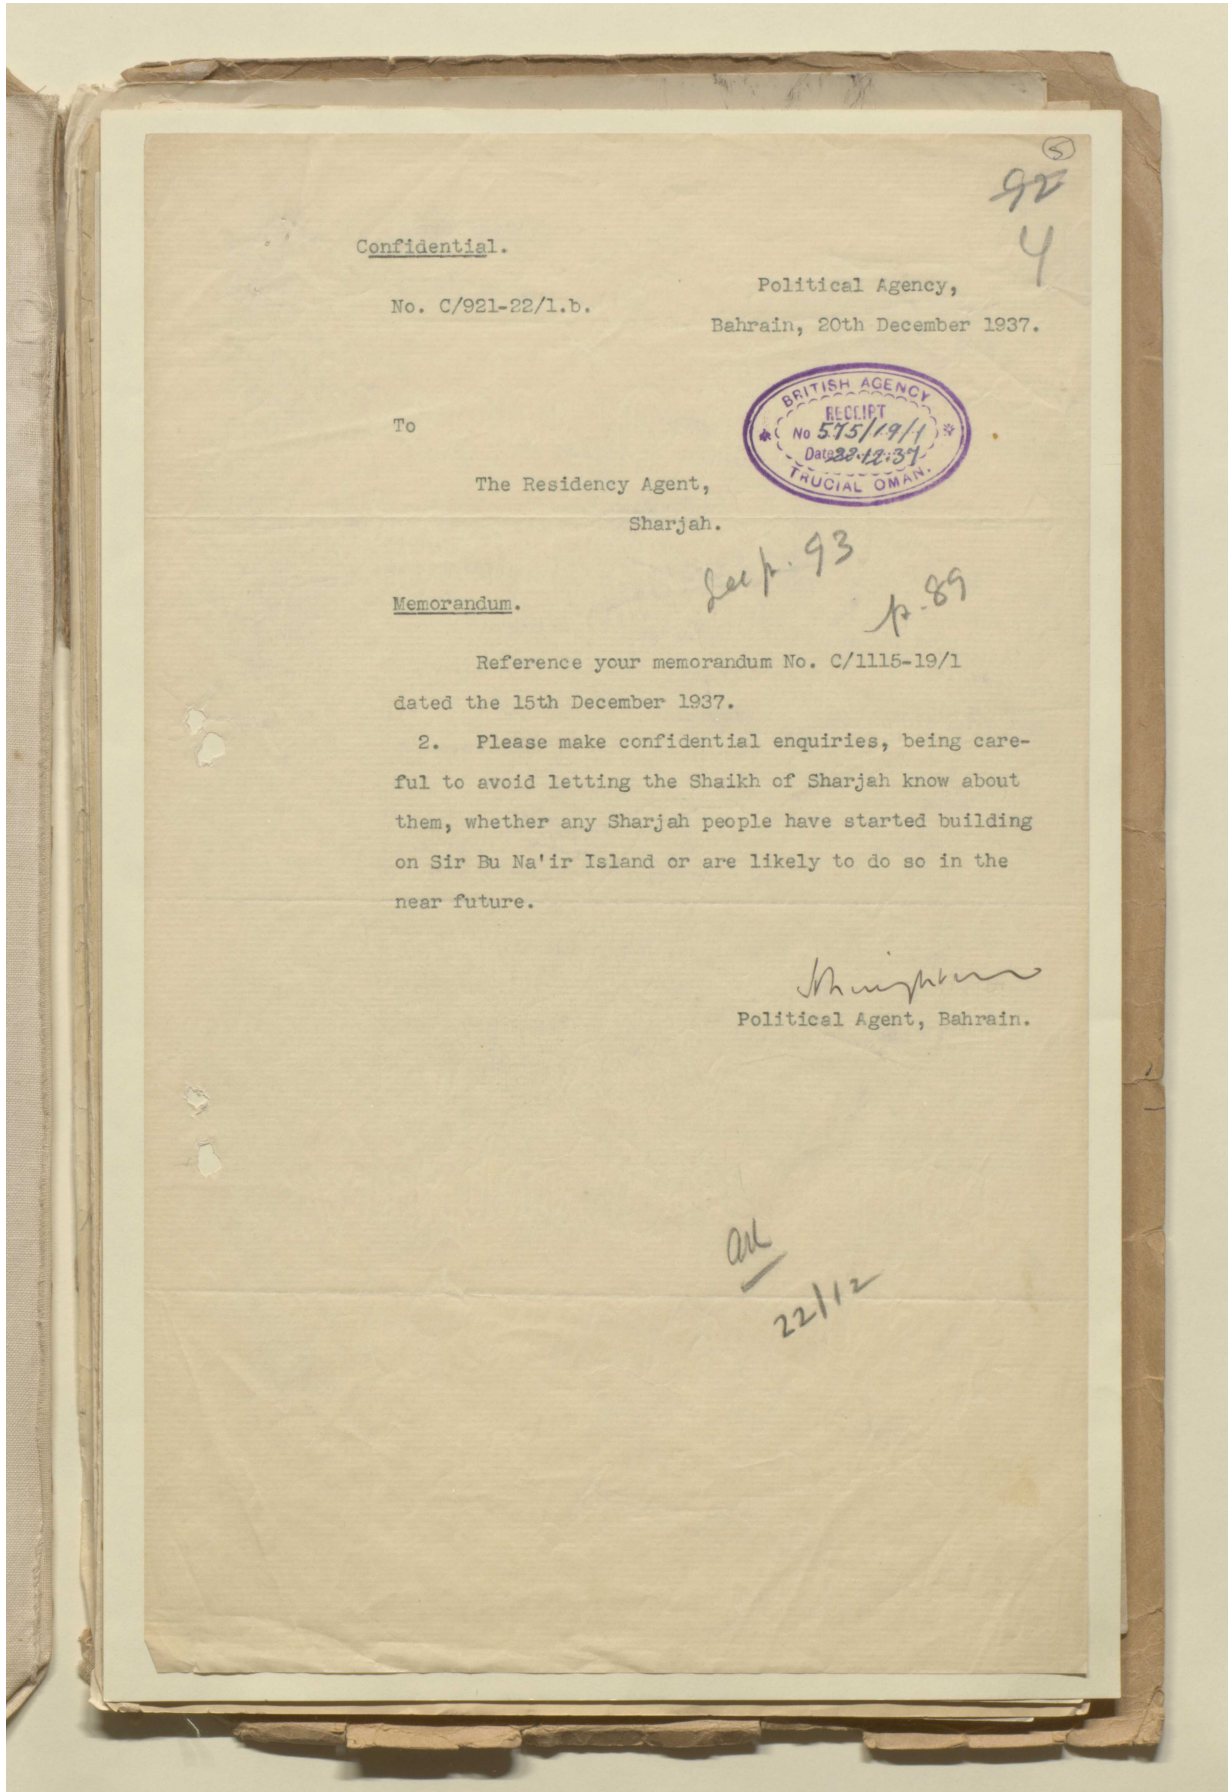 5
92
4
Confidential.
Political Agency,
No. C/921-22/1.b.
Bahrain, 20th December 1937.
BRITISH AGENCY
RECEIPT
No 575/19/1
Date 22.12.37
TRUCIAL OMAN.
To
The Residency Agent,
Sharjah.
See p. 93
p. 89
Memorandum.
Reference your memorandum No. C/1115-19/1
dated the 15th December 1937.
2. Please make confidential enquiries, being care-
ful to avoid letting the Shaikh of Sharjah know about
them, whether any Sharjah people have started building
on Sir Bu Na'ir Island or are likely to do so in the
near future.
Political Agent, Bahrain.
22/12